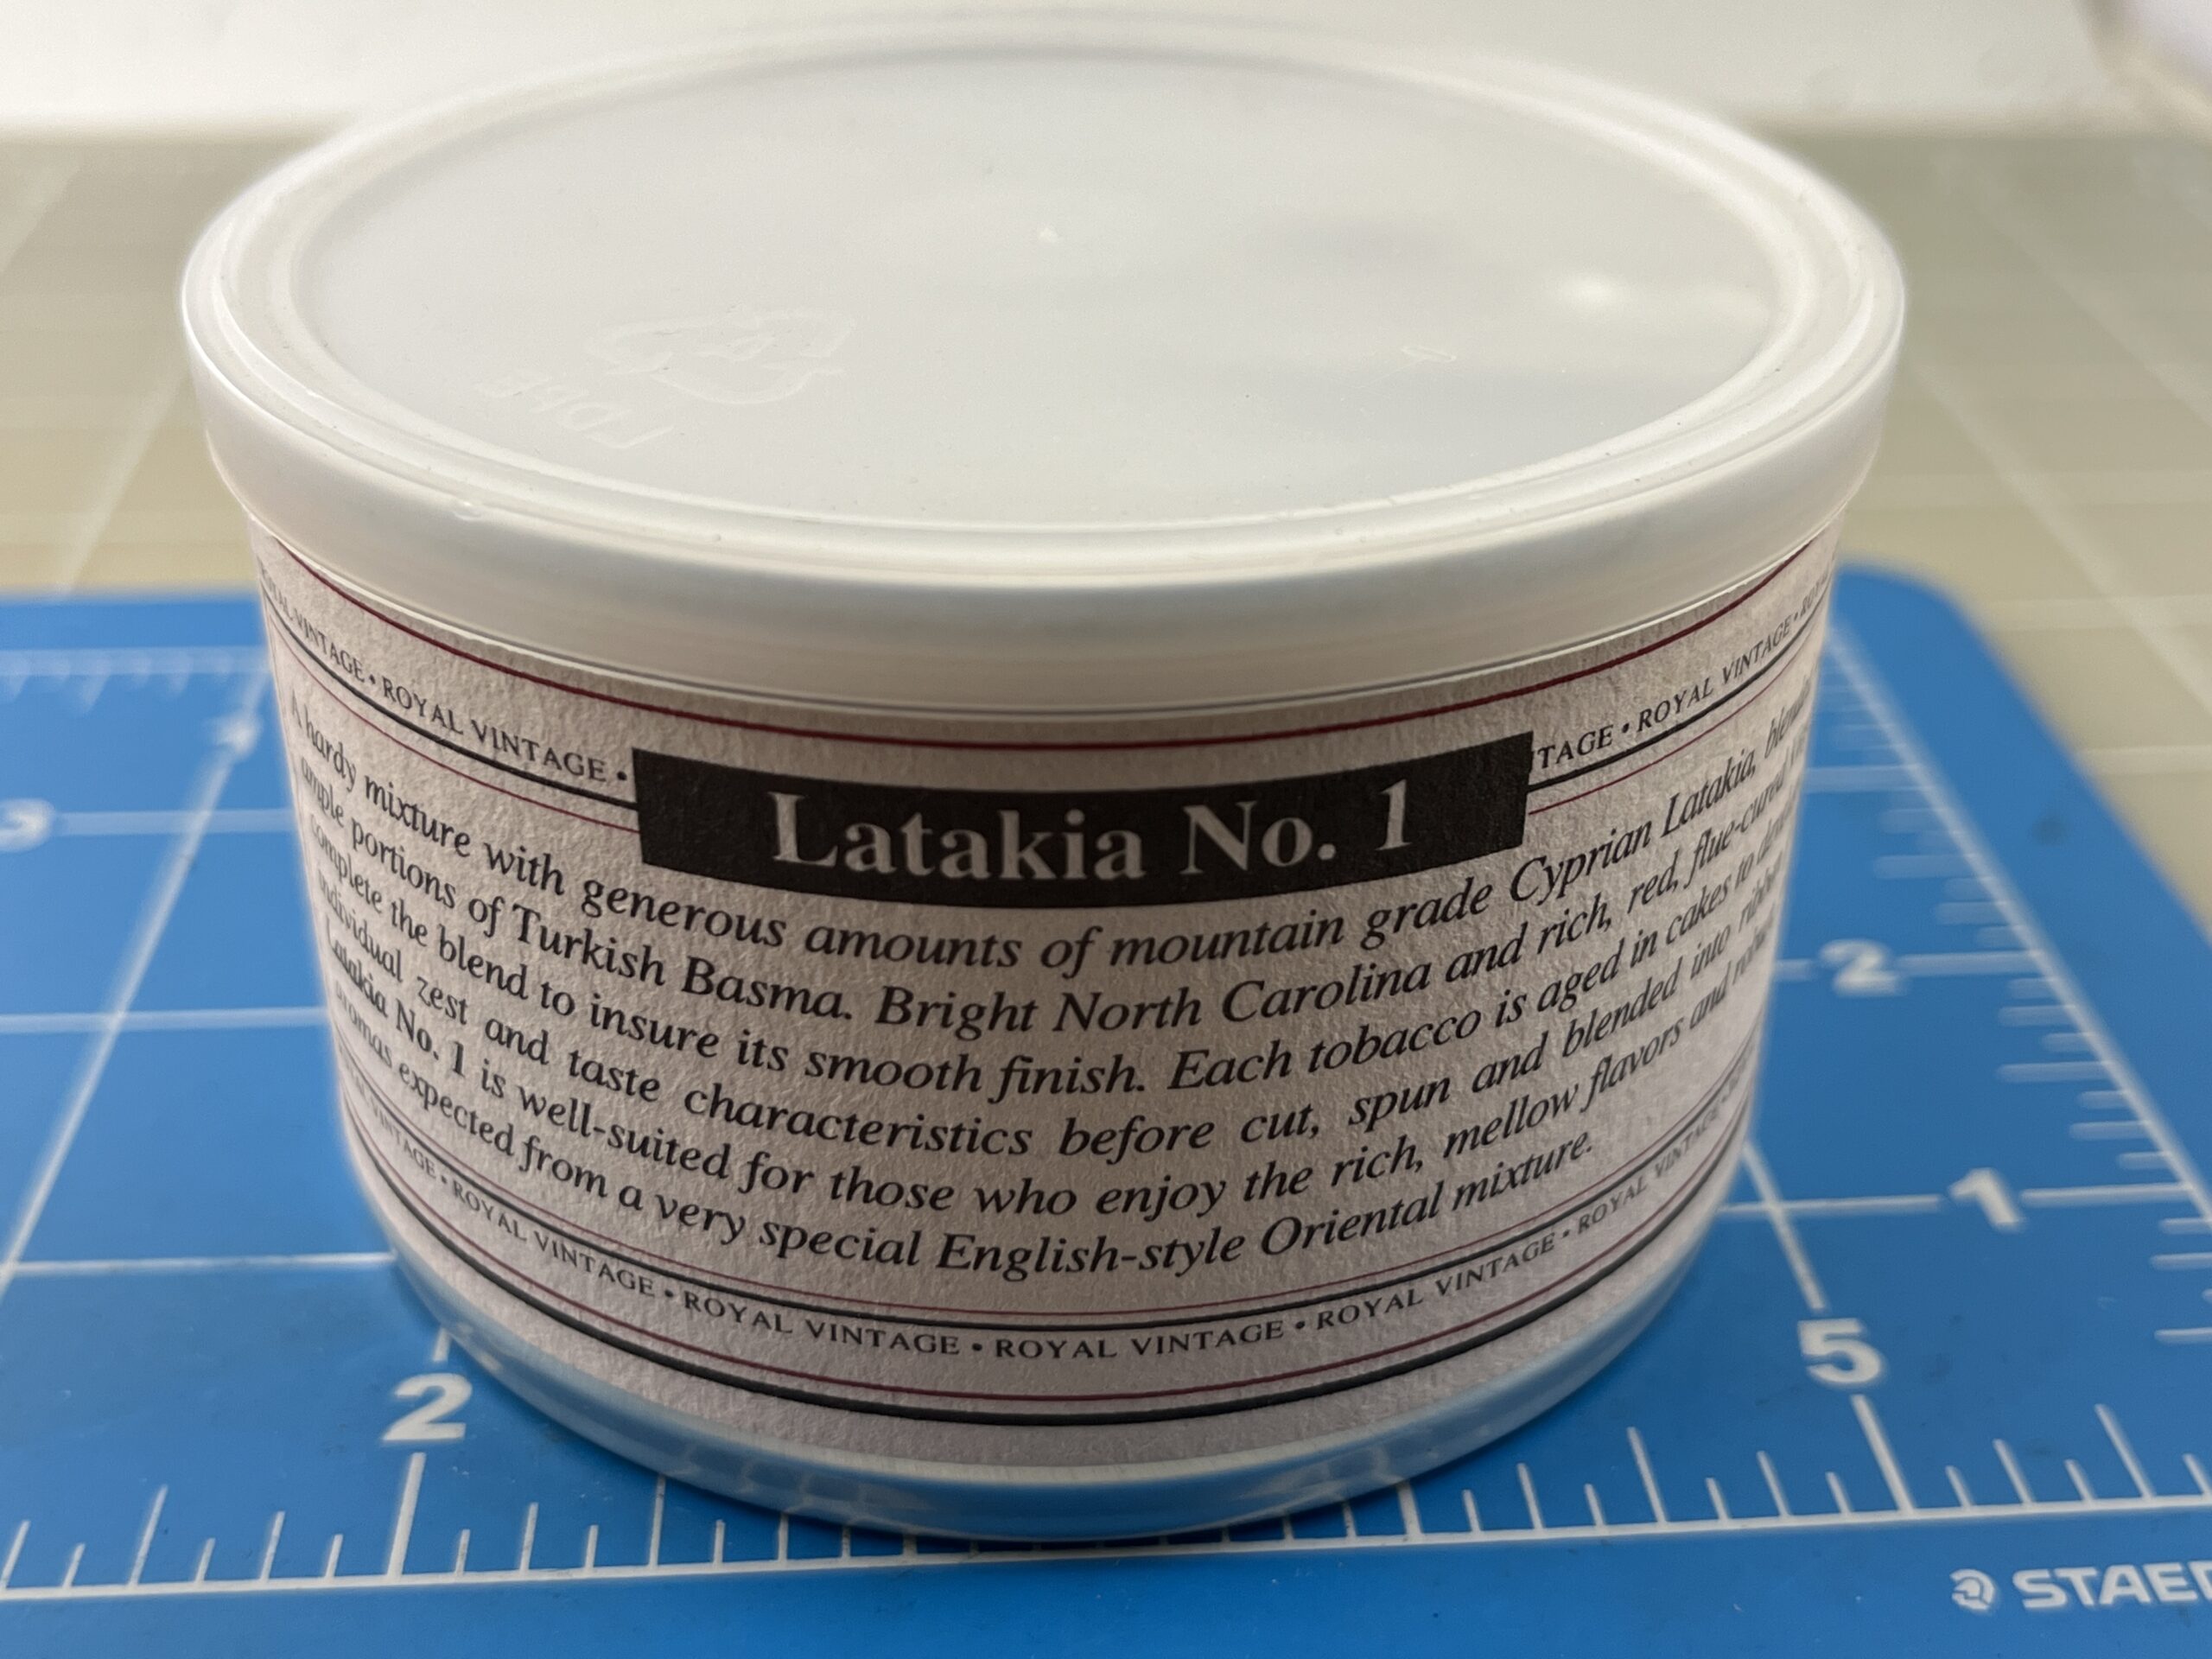 LDPE
VINTAGE • ROYAL VINTAGE •
TAGE • ROYAL VINTAGE •
Latakia No. 1
A hardy mixture with generous amounts of mountain grade Cyprian Latakia,
ample portions of Turkish Basma. Bright North Carolina and rich, red, flue-cured
complete the blend to insure its smooth finish. Each tobacco is aged in cakes to
individual zest and taste characteristics before cut, spun and blended into
Latakia No. 1 is well-suited for those who enjoy the rich, mellow flavors and
aromas expected from a very special English-style Oriental mixture.
VINTAGE • ROYAL VINTAGE • ROYAL VINTAGE • ROYAL VINTAGE • ROYAL VINTAGE • ROYAL VINTAGE
2
1
2
5
STAED